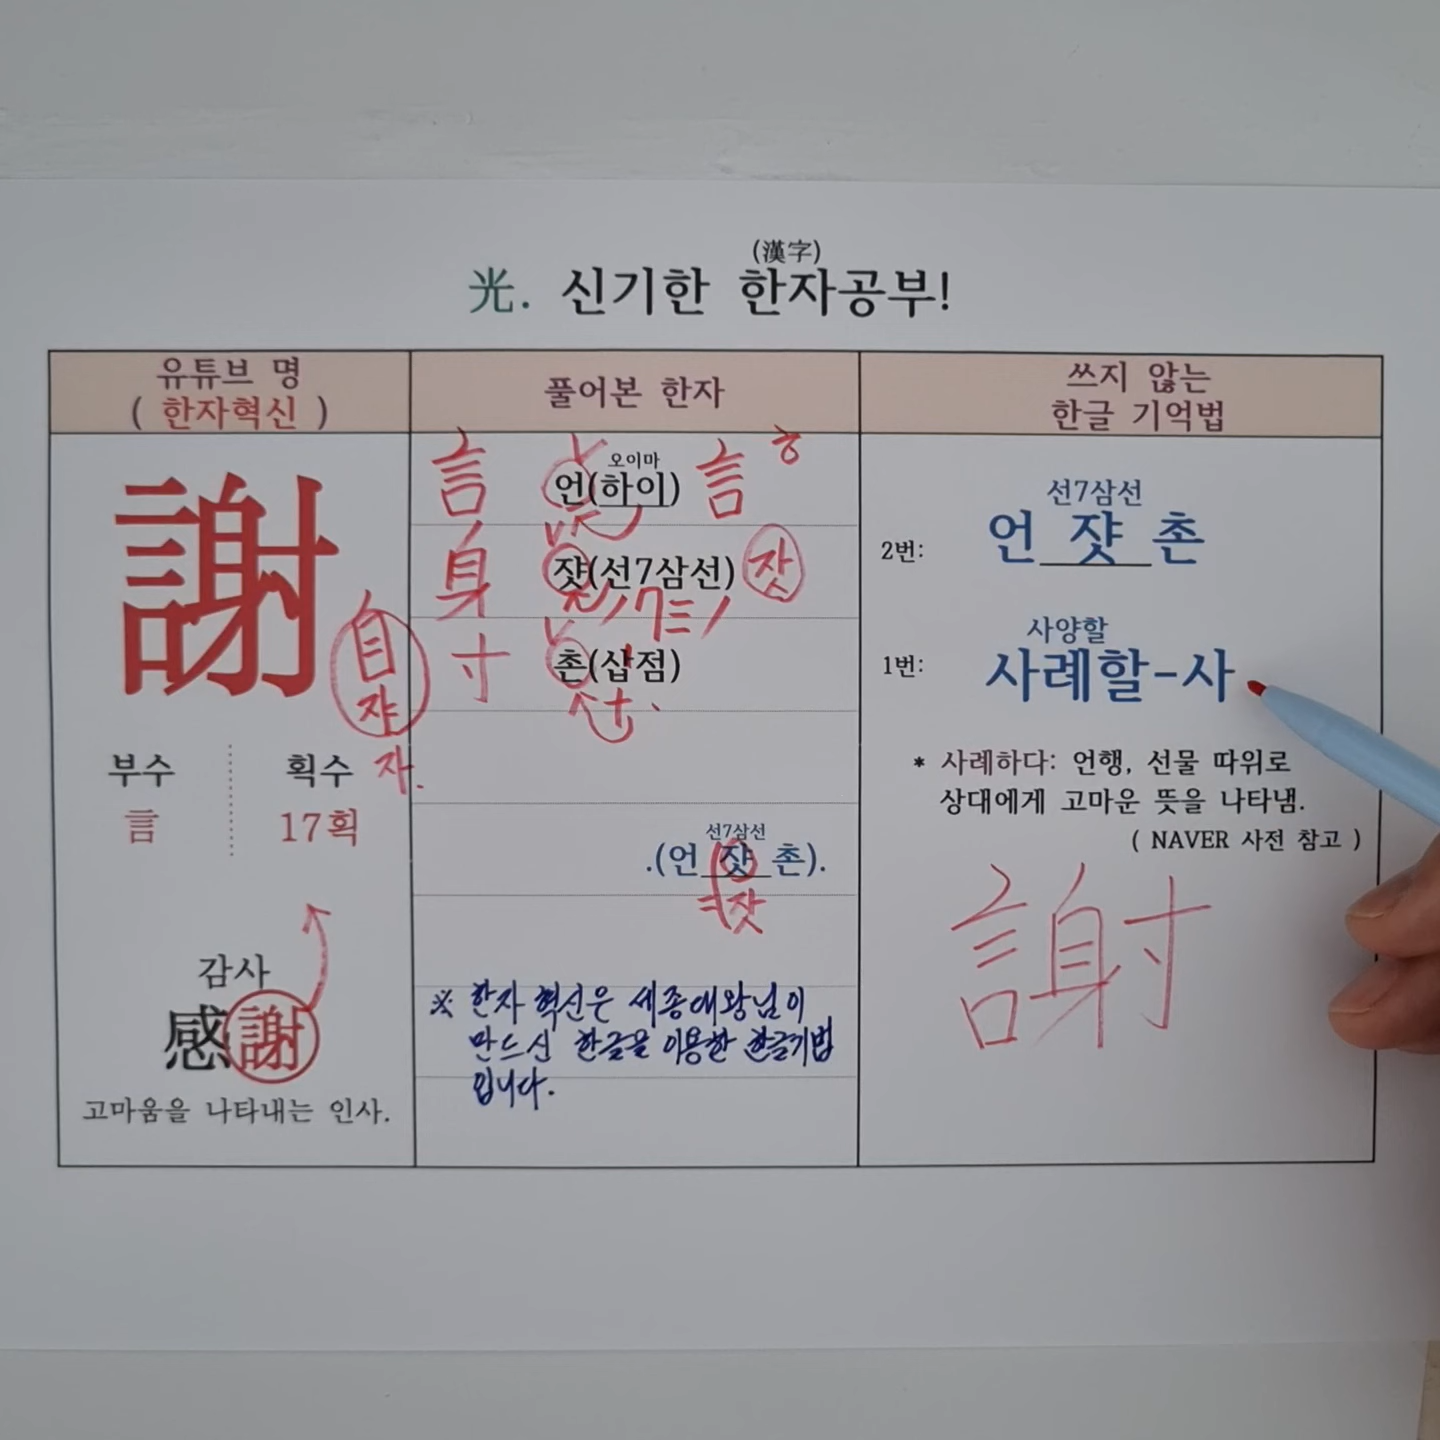 (漢字)
光. 신기한 한자공부!
유튜브 명
( 한자혁신 )
풀어본 한자
쓰지 않는
한글 기억법
謝
自
쟈
자.
부수
획수
言
17획
감사
感謝
고마움을 나타내는 인사.
言
오이마
언(하이)
言
ㅎ
身
쟛(선7삼선)
잣
7三
寸
촌(삽점)
선7삼선
.(언 쟛 촌).
=잣
※ 한자 혁신은 세종대왕님이
만드신 한글을 이용한 한글기법
입니다.
선7삼선
2번: 언 쟛 촌
사양할
1번: 사례할-사
* 사례하다: 언행, 선물 따위로
상대에게 고마운 뜻을 나타냄.
( NAVER 사전 참고 )
謝